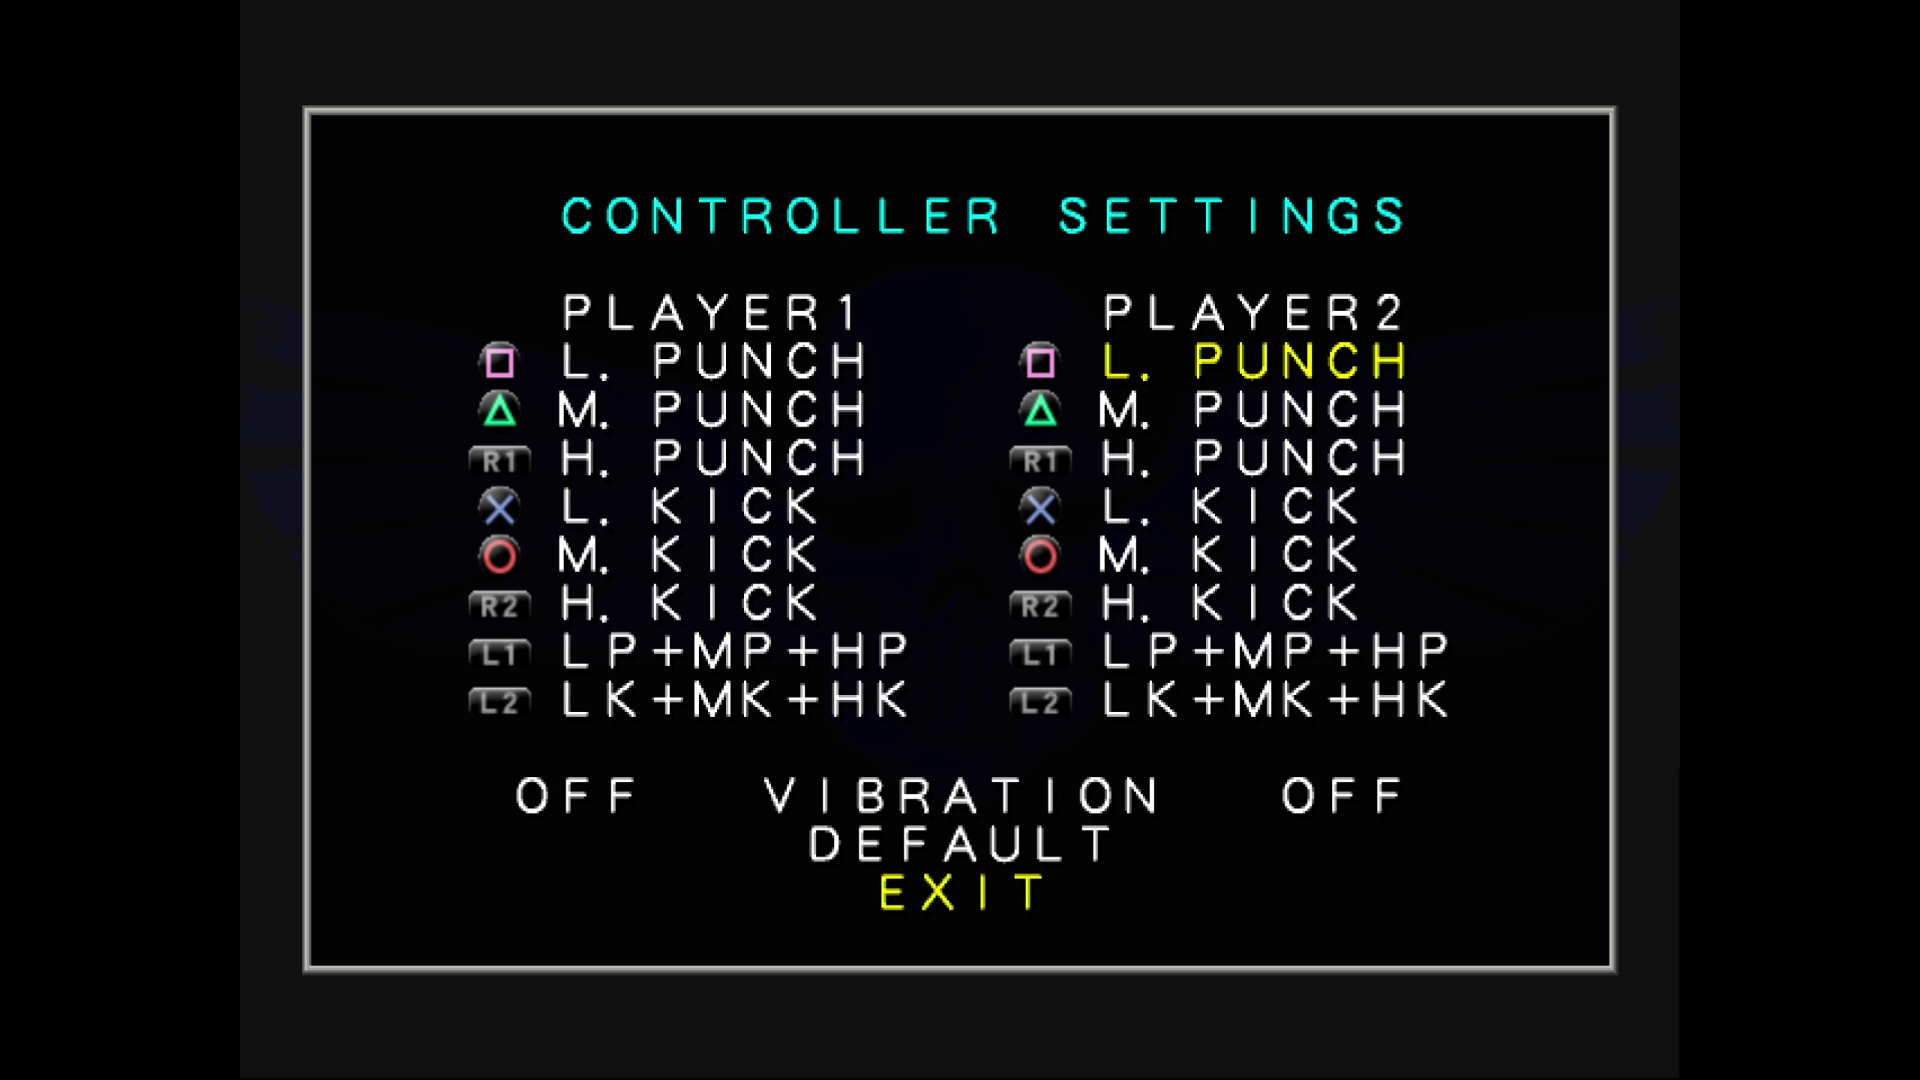 CONTROLLER SETTINGS
PLAYER1 PLAYER2
L. PUNCH L. PUNCH
M. PUNCH M. PUNCH
R1 H. PUNCH R1 H. PUNCH
L. KICK L. KICK
M. KICK M. KICK
R2 H. KICK R2 H. KICK
L1 LP+MP+HP L1 LP+MP+HP
L2 LK+MK+HK L2 LK+MK+HK
OFF VIBRATION OFF
DEFAULT
EXIT